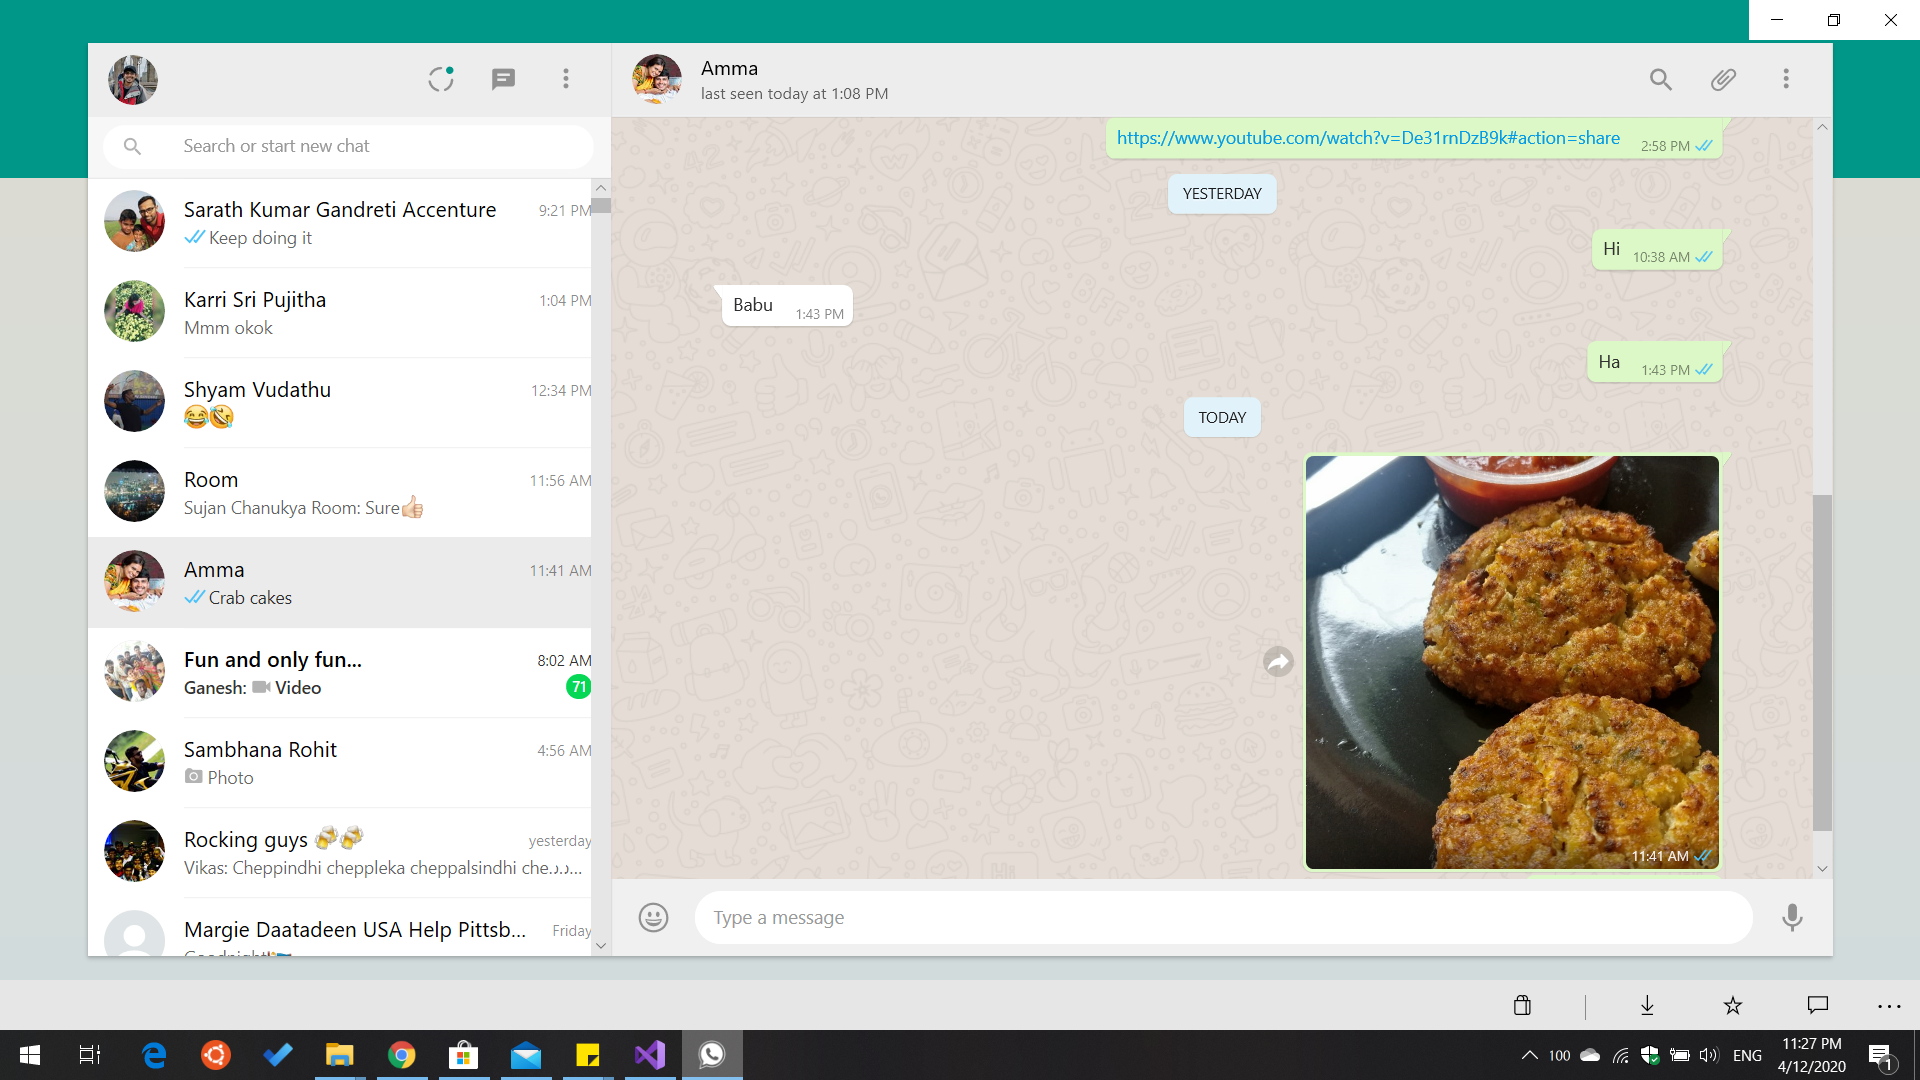 Amma
last seen today at 1:08 PM
Search or start new chat
Sarath Kumar Gandreti Accenture 9:21 PM
Keep doing it
Karri Sri Pujitha 1:04 PM
Mmm okok
Shyam Vudathu 12:34 PM
😂🤣
Room 11:56 AM
Sujan Chanukya Room: Sure👍🏻
Amma 11:41 AM
Crab cakes
Fun and only fun... 8:02 AM
Ganesh: Video 71
Sambhana Rohit 4:56 AM
Photo
Rocking guys 🍻🍻 yesterday
Vikas: Cheppindhi cheppleka cheppalsindhi che.؍.؍...
Margie Daatadeen USA Help Pittsb... Friday
https://www.youtube.com/watch?v=De31rnDzB9k#action=share 2:58 PM
YESTERDAY
Hi 10:38 AM
Babu 1:43 PM
Ha 1:43 PM
TODAY
11:41 AM
Type a message
100 ENG 11:27 PM
4/12/2020 1